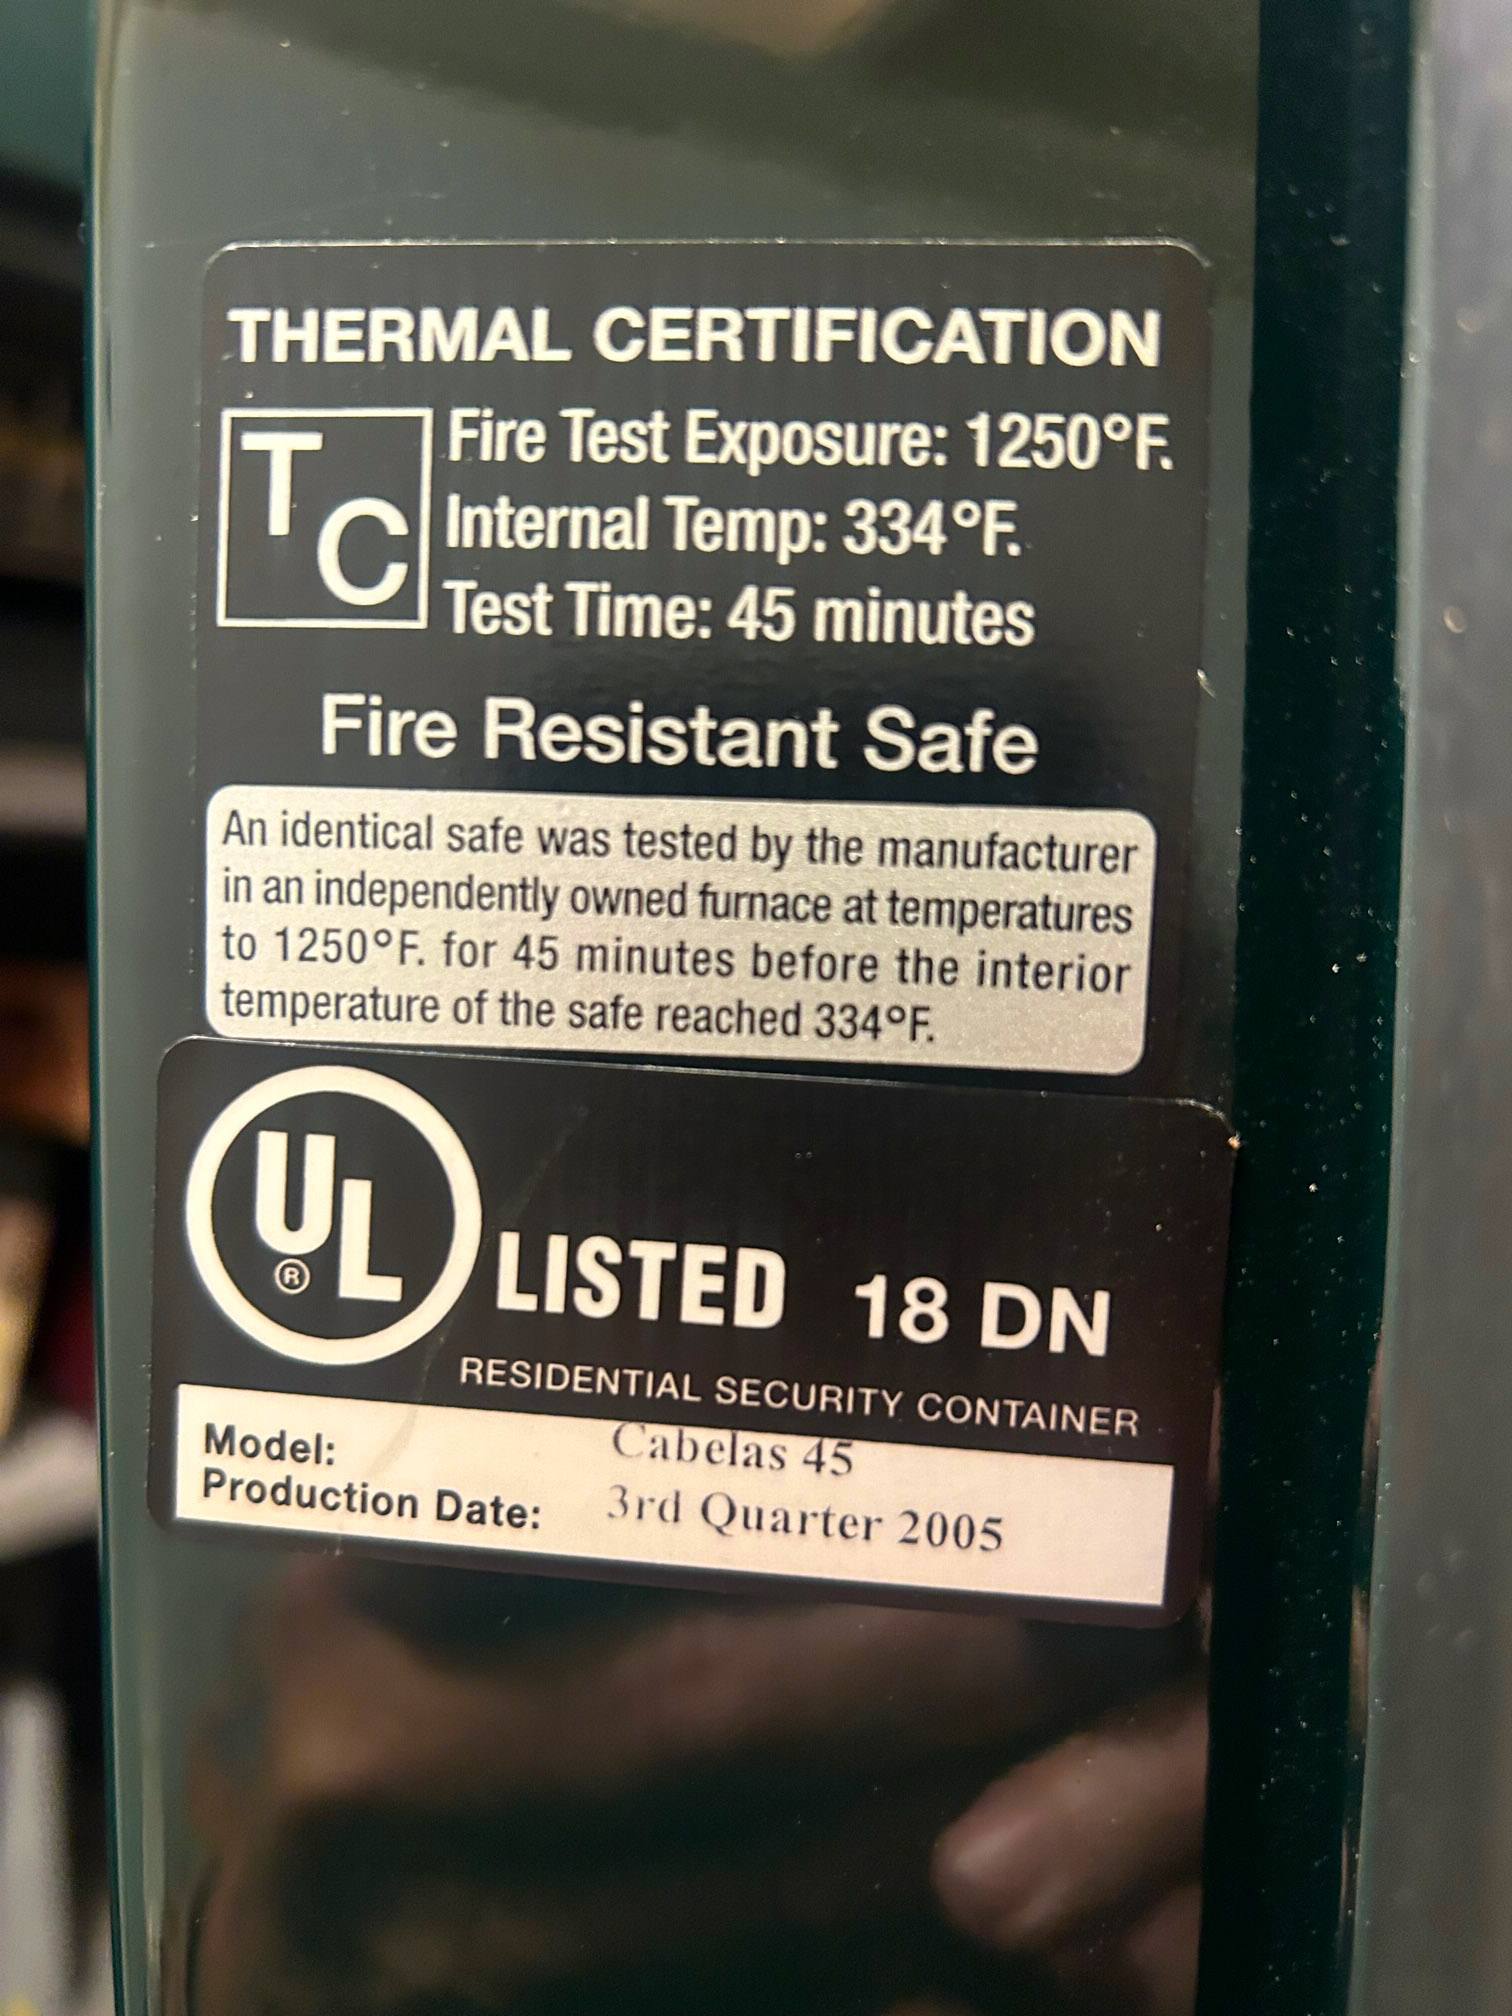 THERMAL CERTIFICATION
TC
Fire Test Exposure: 1250°F.
Internal Temp: 334°F.
Test Time: 45 minutes
Fire Resistant Safe
An identical safe was tested by the manufacturer
in an independently owned furnace at temperatures
to 1250°F. for 45 minutes before the interior
temperature of the safe reached 334°F.
UL ® LISTED 18 DN
RESIDENTIAL SECURITY CONTAINER
Model: Cabelas 45
Production Date: 3rd Quarter 2005